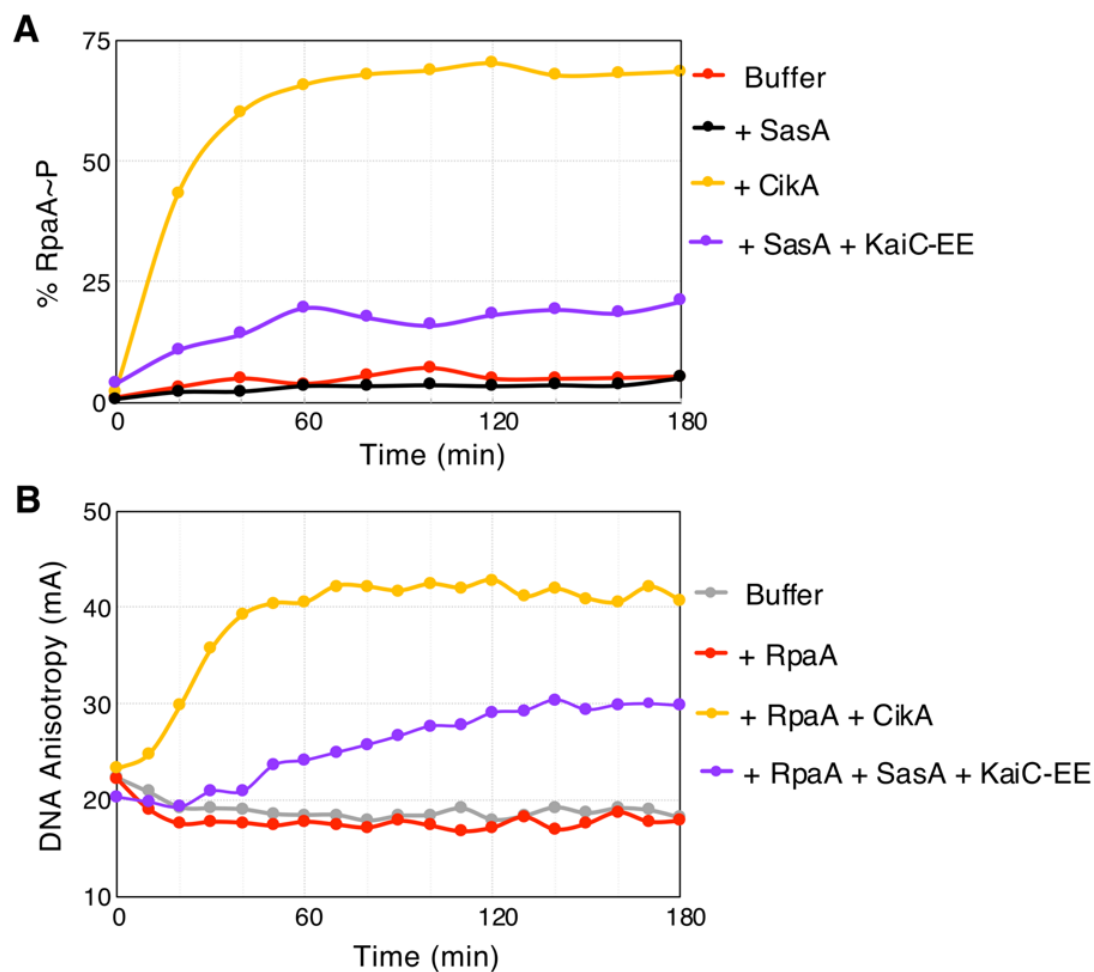 A
75
50
25
0
% RpaA~P
0
60
120
180
Time (min)
Buffer
+ SasA
+ CikA
+ SasA + KaiC-EE
B
50
40
30
20
10
DNA Anisotropy (mA)
0
60
120
180
Time (min)
Buffer
+ RpaA
+ RpaA + CikA
+ RpaA + SasA + KaiC-EE